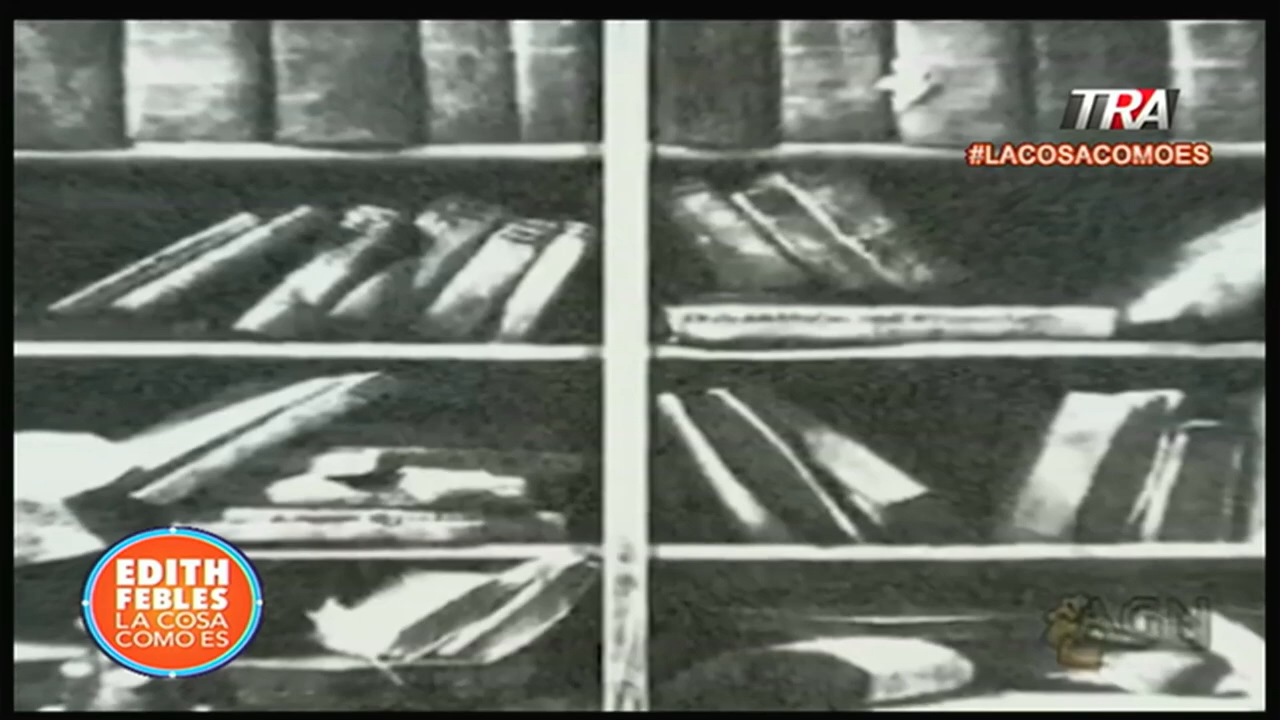 TRA
#LACOSACOMOES
EDITH
FEBLES
LA COSA
COMO ES
AGN